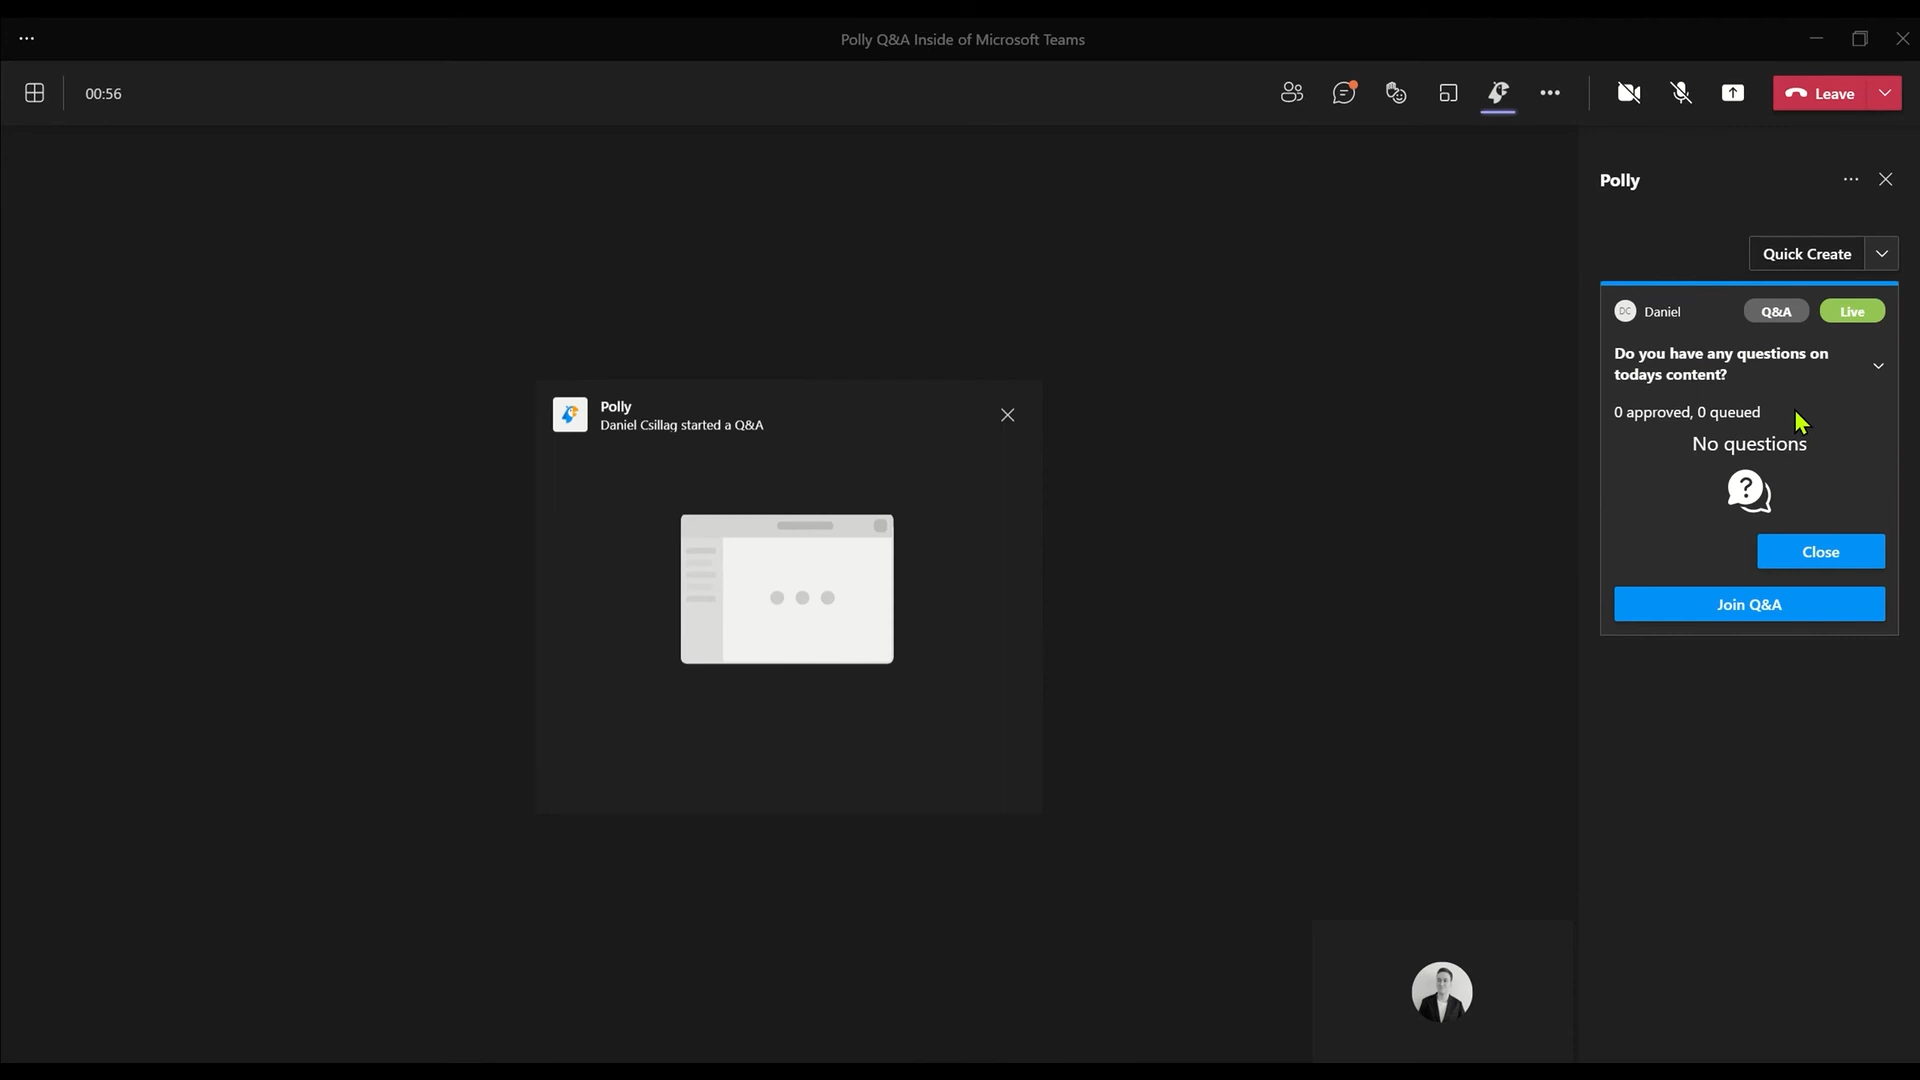 Polly Q&A Inside of Microsoft Teams
00:56
Leave
Polly
Quick Create
DC Daniel Q&A Live
Do you have any questions on
todays content?
0 approved, 0 queued
No questions
?
Close
Join Q&A
Polly
Daniel Csillag started a Q&A